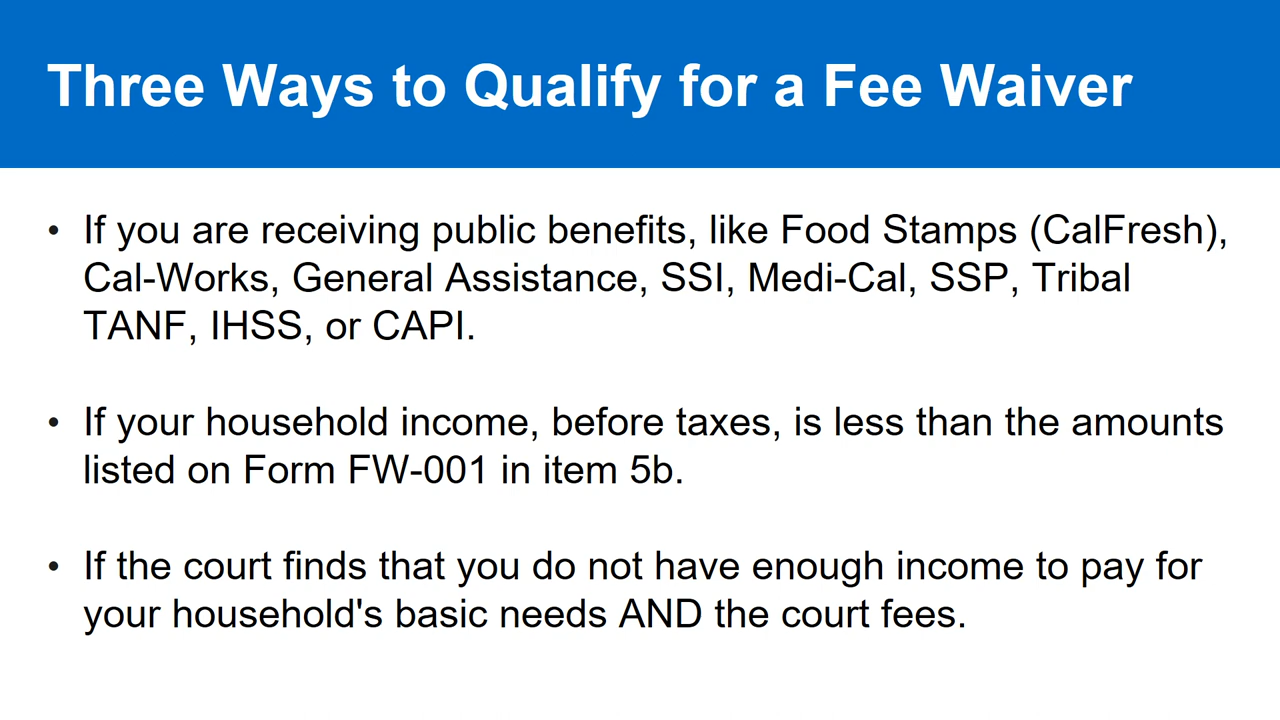 Three Ways to Qualify for a Fee Waiver
• If you are receiving public benefits, like Food Stamps (CalFresh),
Cal-Works, General Assistance, SSI, Medi-Cal, SSP, Tribal
TANF, IHSS, or CAPI.
• If your household income, before taxes, is less than the amounts
listed on Form FW-001 in item 5b.
• If the court finds that you do not have enough income to pay for
your household's basic needs AND the court fees.